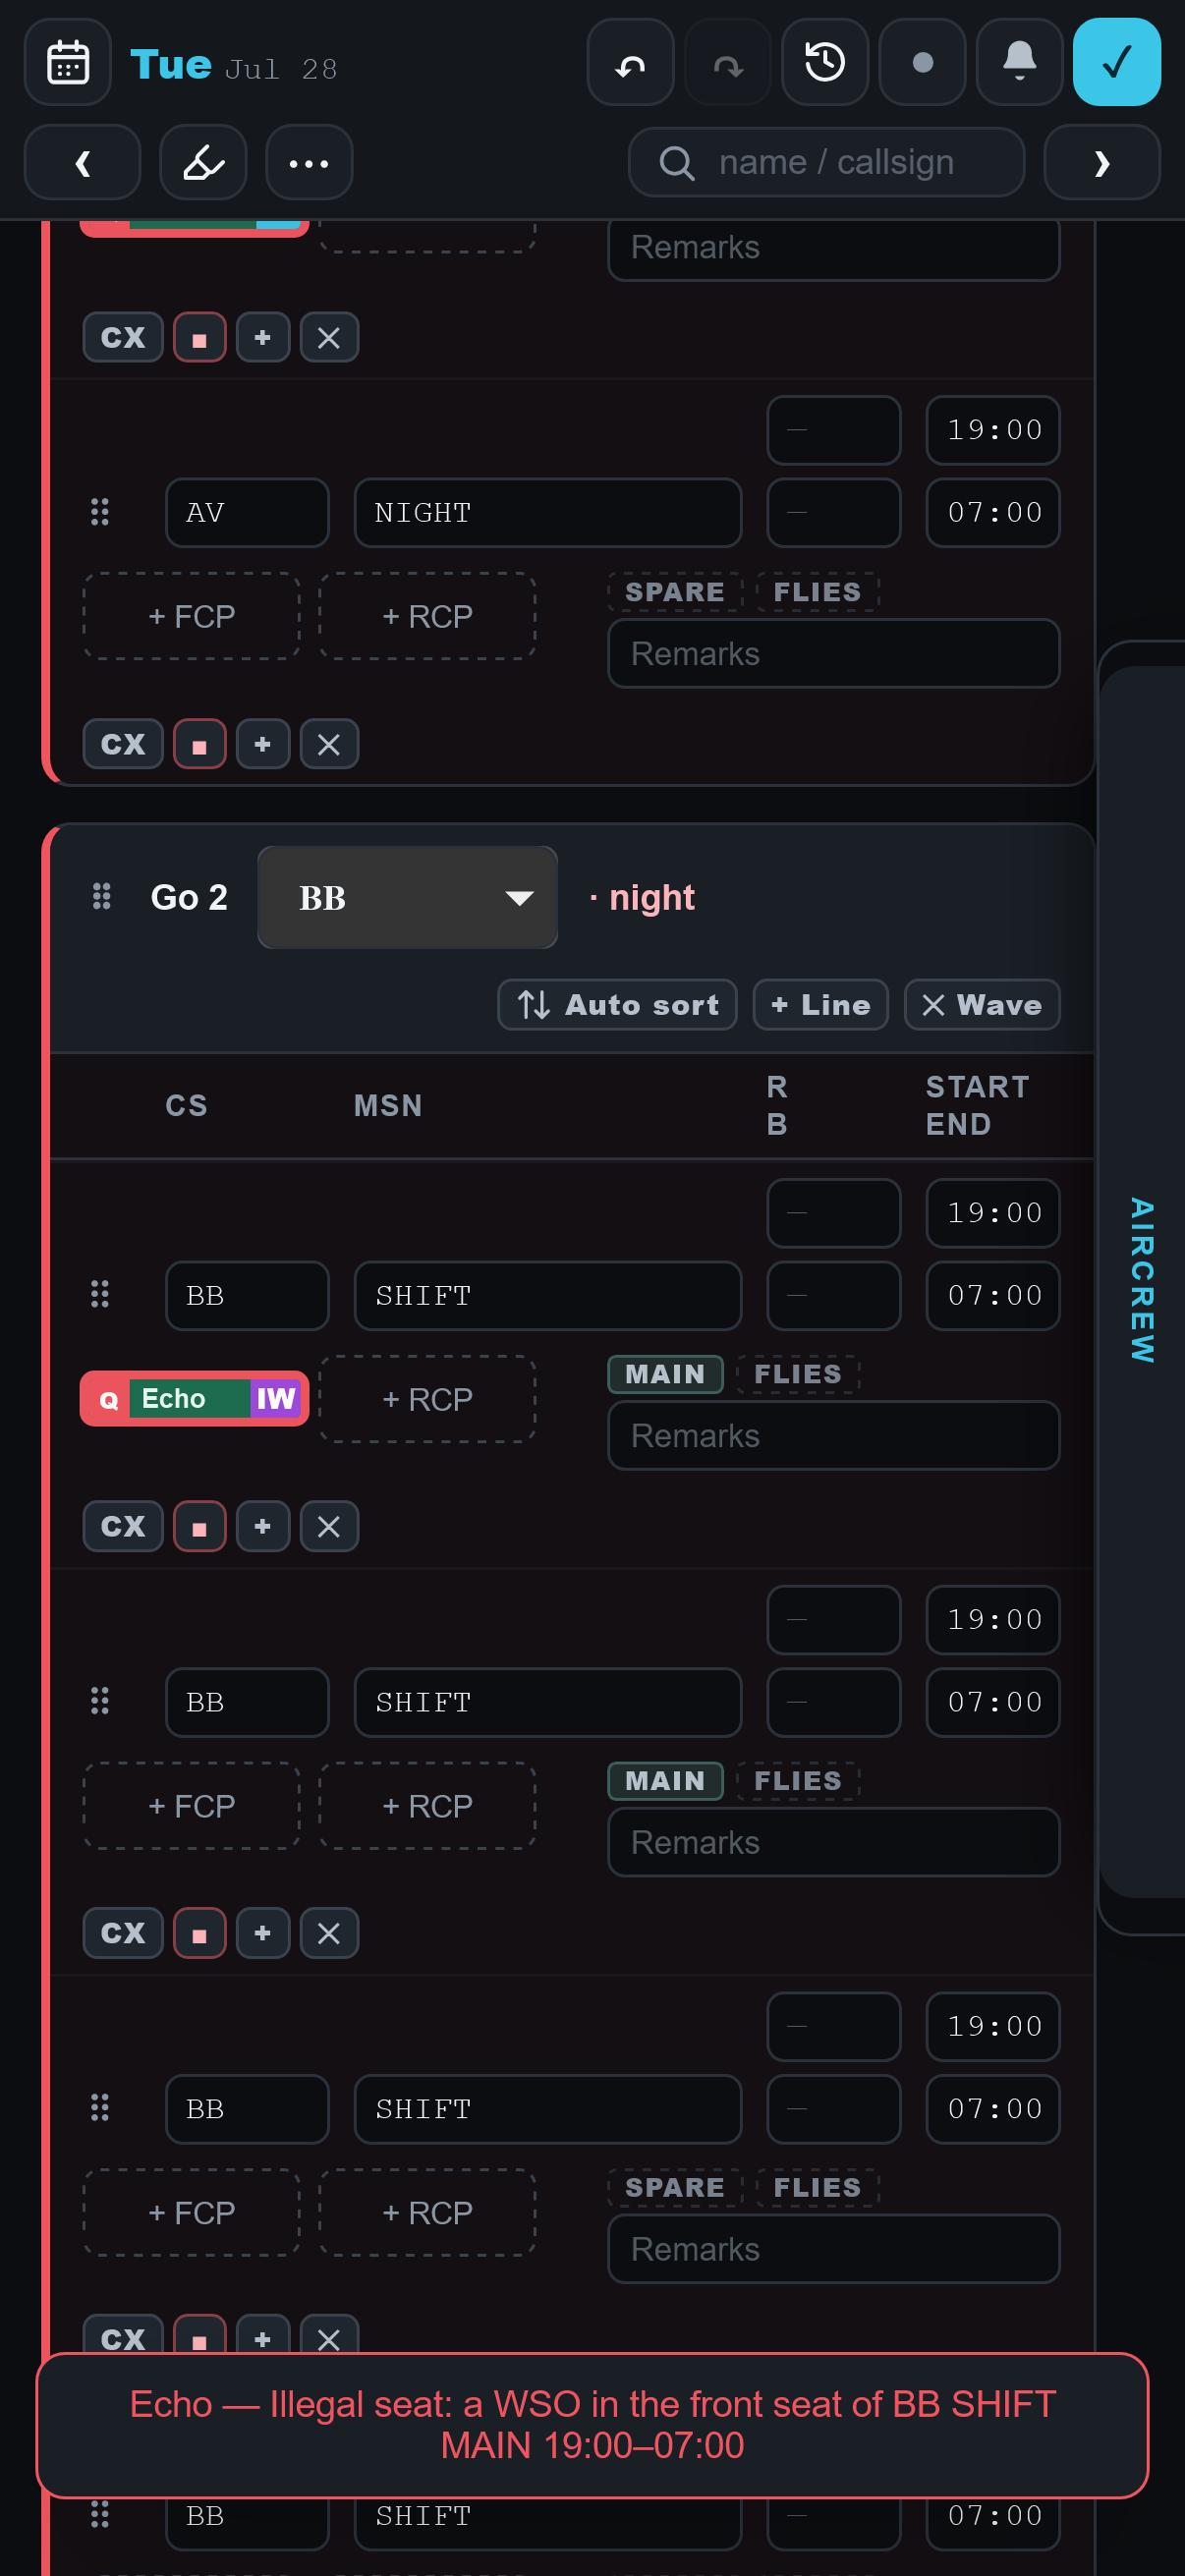 Tue Jul 28
name / callsign
Remarks
CX
+
19:00
AV NIGHT 07:00
+ FCP + RCP SPARE FLIES
Remarks
CX +
Go 2 BB · night
Auto sort + Line × Wave
CS MSN R START
B END
19:00
BB SHIFT — 07:00
Q Echo IW + RCP MAIN FLIES
Remarks
CX +
— 19:00
BB SHIFT — 07:00
+ FCP + RCP MAIN FLIES
Remarks
CX +
— 19:00
BB SHIFT — 07:00
+ FCP + RCP SPARE FLIES
Remarks
CX +
Echo — Illegal seat: a WSO in the front seat of BB SHIFT
MAIN 19:00–07:00
BB SHIFT — 07:00
AIRCREW